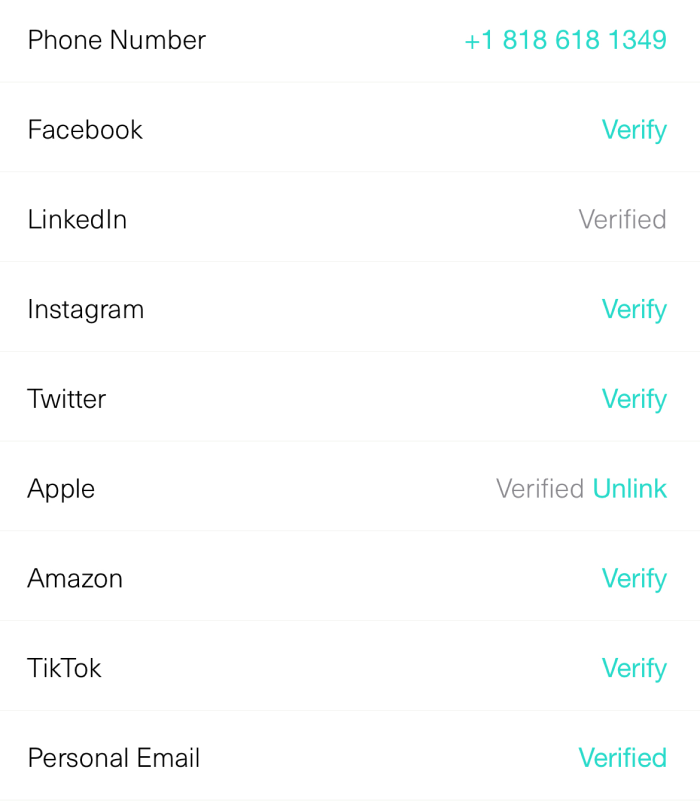 Phone Number +1 818 618 1349
Facebook Verify
LinkedIn Verified
Instagram Verify
Twitter Verify
Apple Verified Unlink
Amazon Verify
TikTok Verify
Personal Email Verified